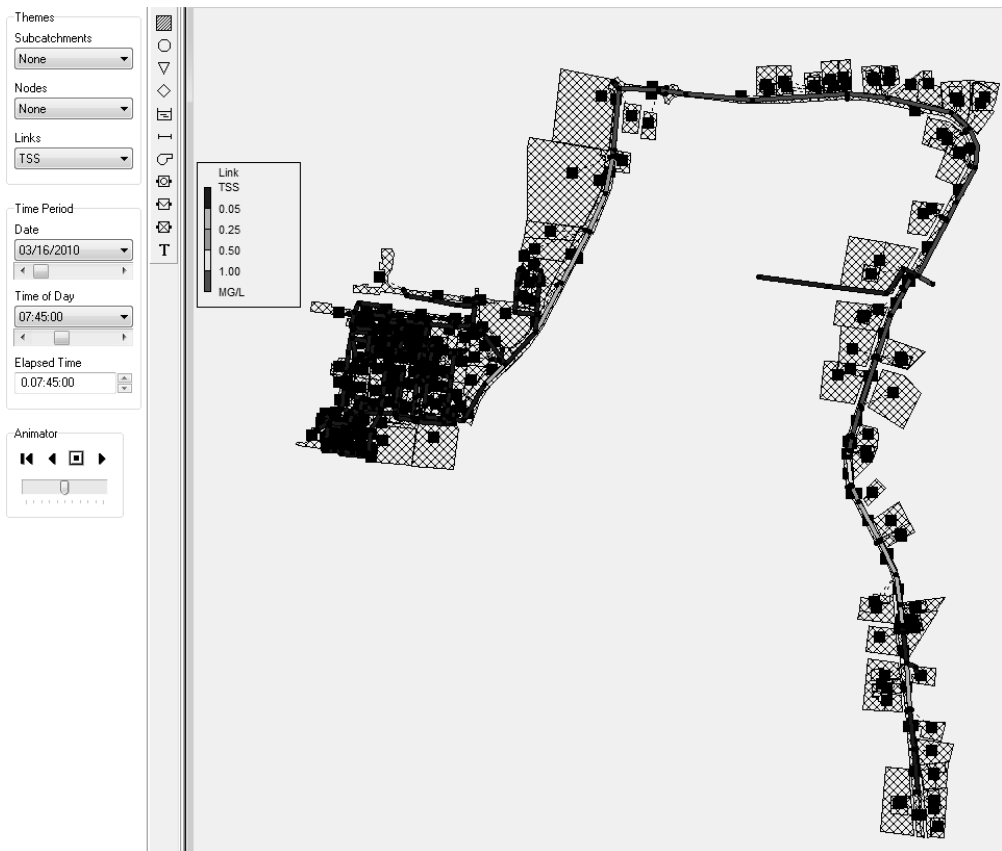 Themes
Subcatchments
None
Nodes
None
Links
TSS
Time Period
Date
03/16/2010
Time of Day
07:45:00
Elapsed Time
0.07:45:00
Animator
T
Link
TSS
0.05
0.25
0.50
1.00
MG/L